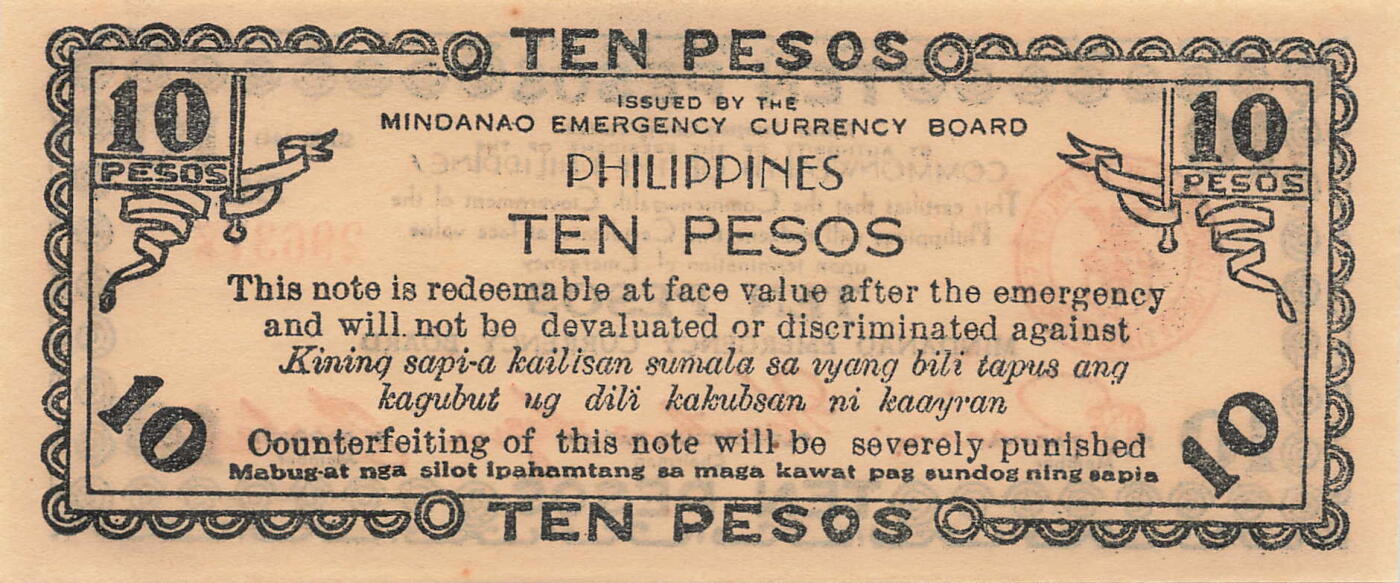 TEN PESOS
10
PESOS
10
PESOS
ISSUED BY THE
MINDANAO EMERGENCY CURRENCY BOARD
PHILIPPINES
TEN PESOS
This note is redeemable at face value after the emergency
and will not be devaluated or discriminated against
Kining sapi-a kailisan sumala sa vyang bili tapus ang
kagubut ug dili kakubsan ni kaayran
Counterfeiting of this note will be severely punished
Mabug-at nga silot ipahamtang sa maga kawat pag sundog ning sapia
10
10
TEN PESOS